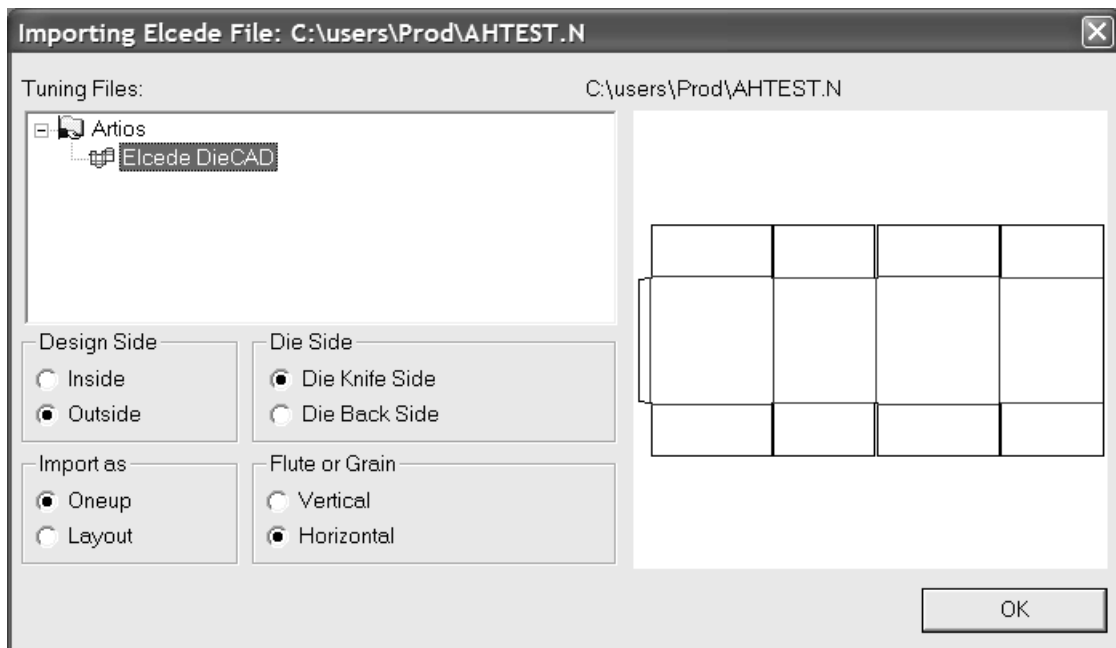 Importing Elcede File: C:\users\Prod\AHTEST.N
Tuning Files:
C:\users\Prod\AHTEST.N
Artios
Elcede DieCAD
Design Side
Inside
Outside
Die Side
Die Knife Side
Die Back Side
Import as
Oneup
Layout
Flute or Grain
Vertical
Horizontal
OK